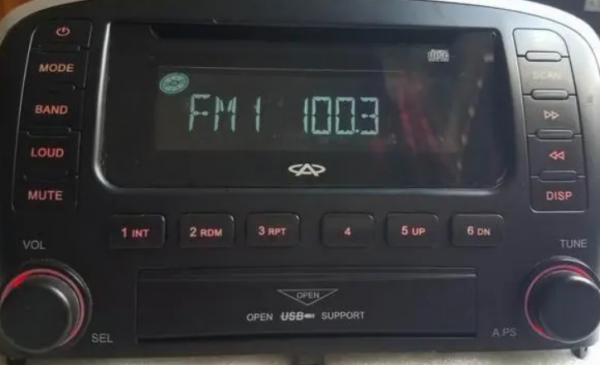 MODE
BAND
LOUD
MUTE
FM1 100.3
SCAN
DISP
1 INT
2 RDM
3 RPT
4
5 UP
6 DN
VOL
TUNE
OPEN
OPEN USB SUPPORT
SEL
A.PS